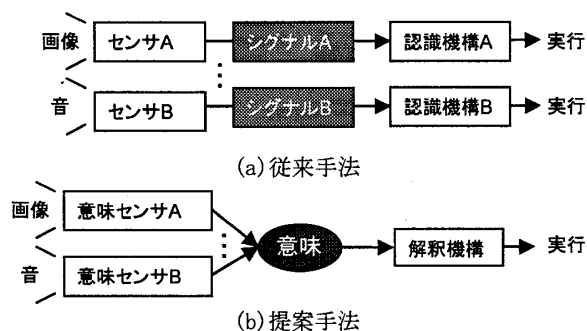 画像 センサA シグナルA 認識機構A 実行
音 センサB シグナルB 認識機構B 実行
(a)従来手法
画像 意味センサA
意味 解釈機構 実行
音 意味センサB
(b)提案手法